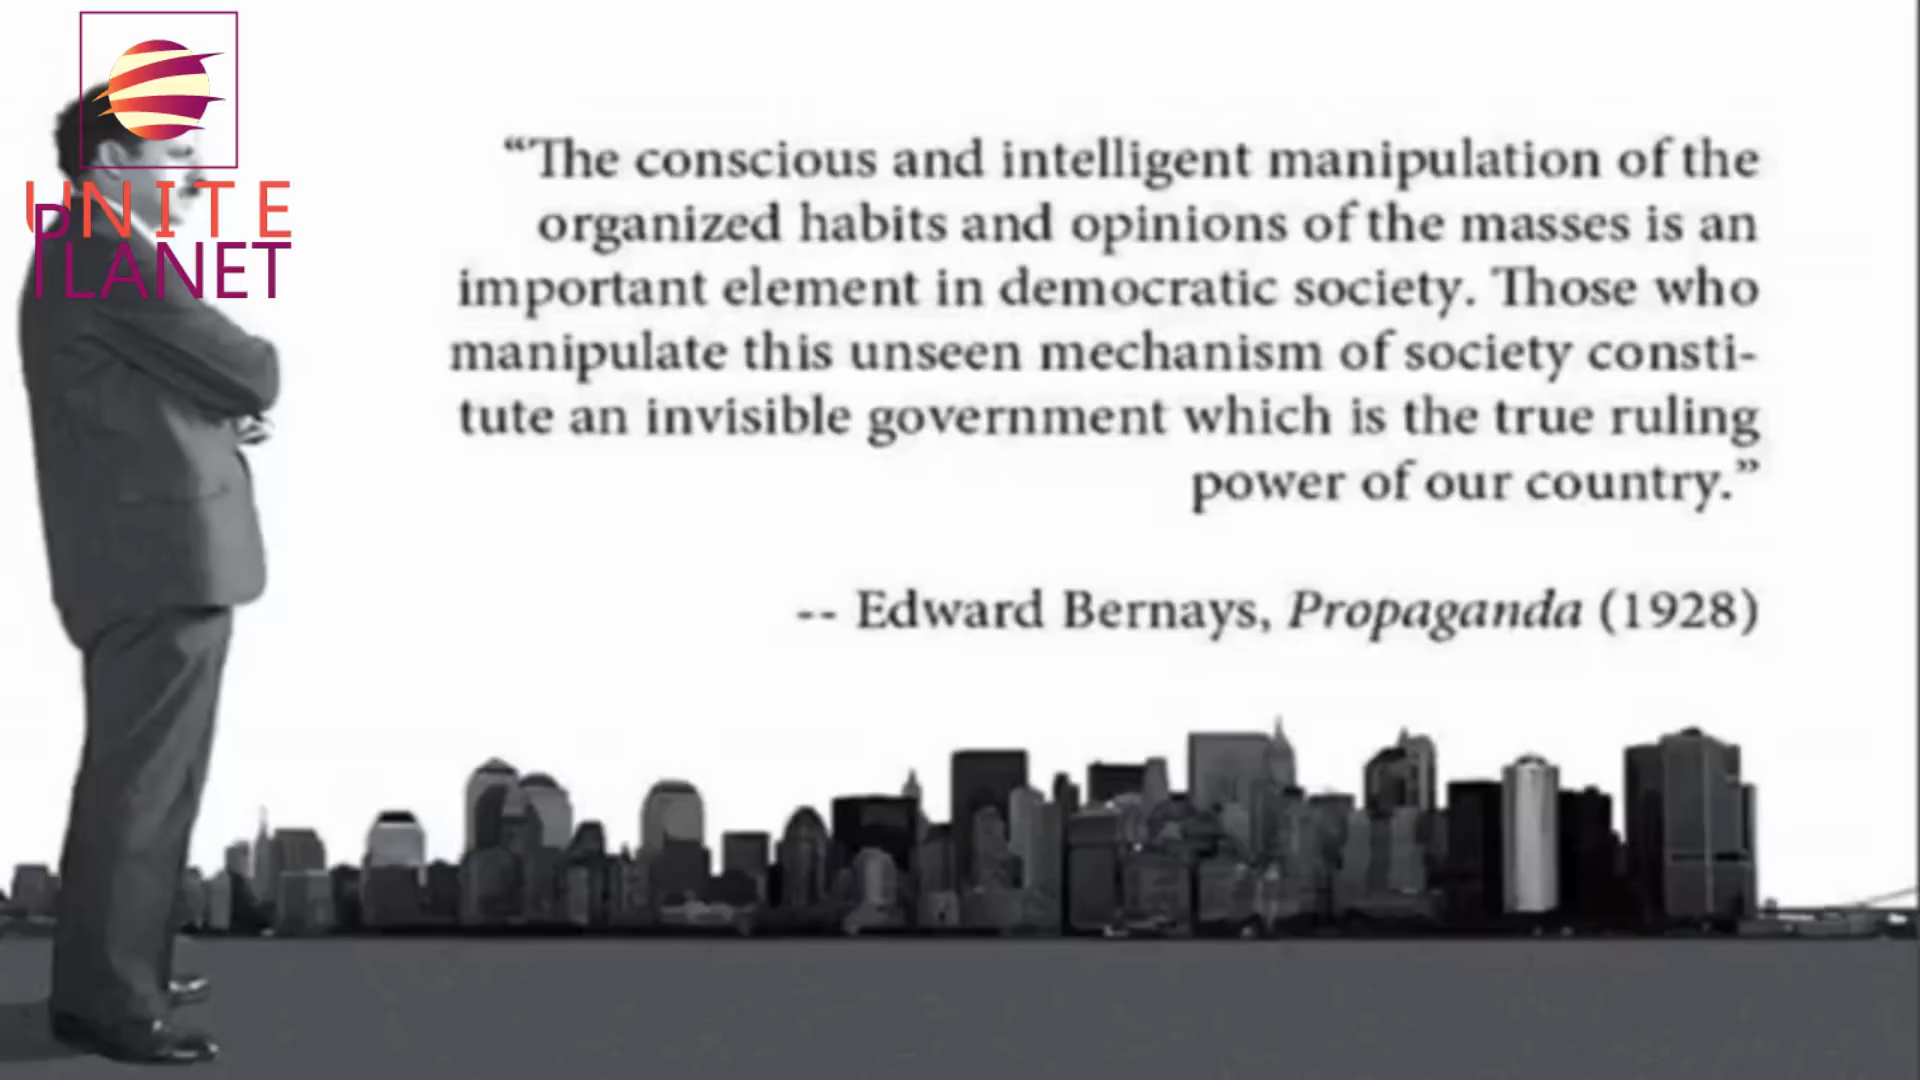 UNITE
PLANET
“The conscious and intelligent manipulation of the
organized habits and opinions of the masses is an
important element in democratic society. Those who
manipulate this unseen mechanism of society consti-
tute an invisible government which is the true ruling
power of our country.”
-- Edward Bernays, Propaganda (1928)